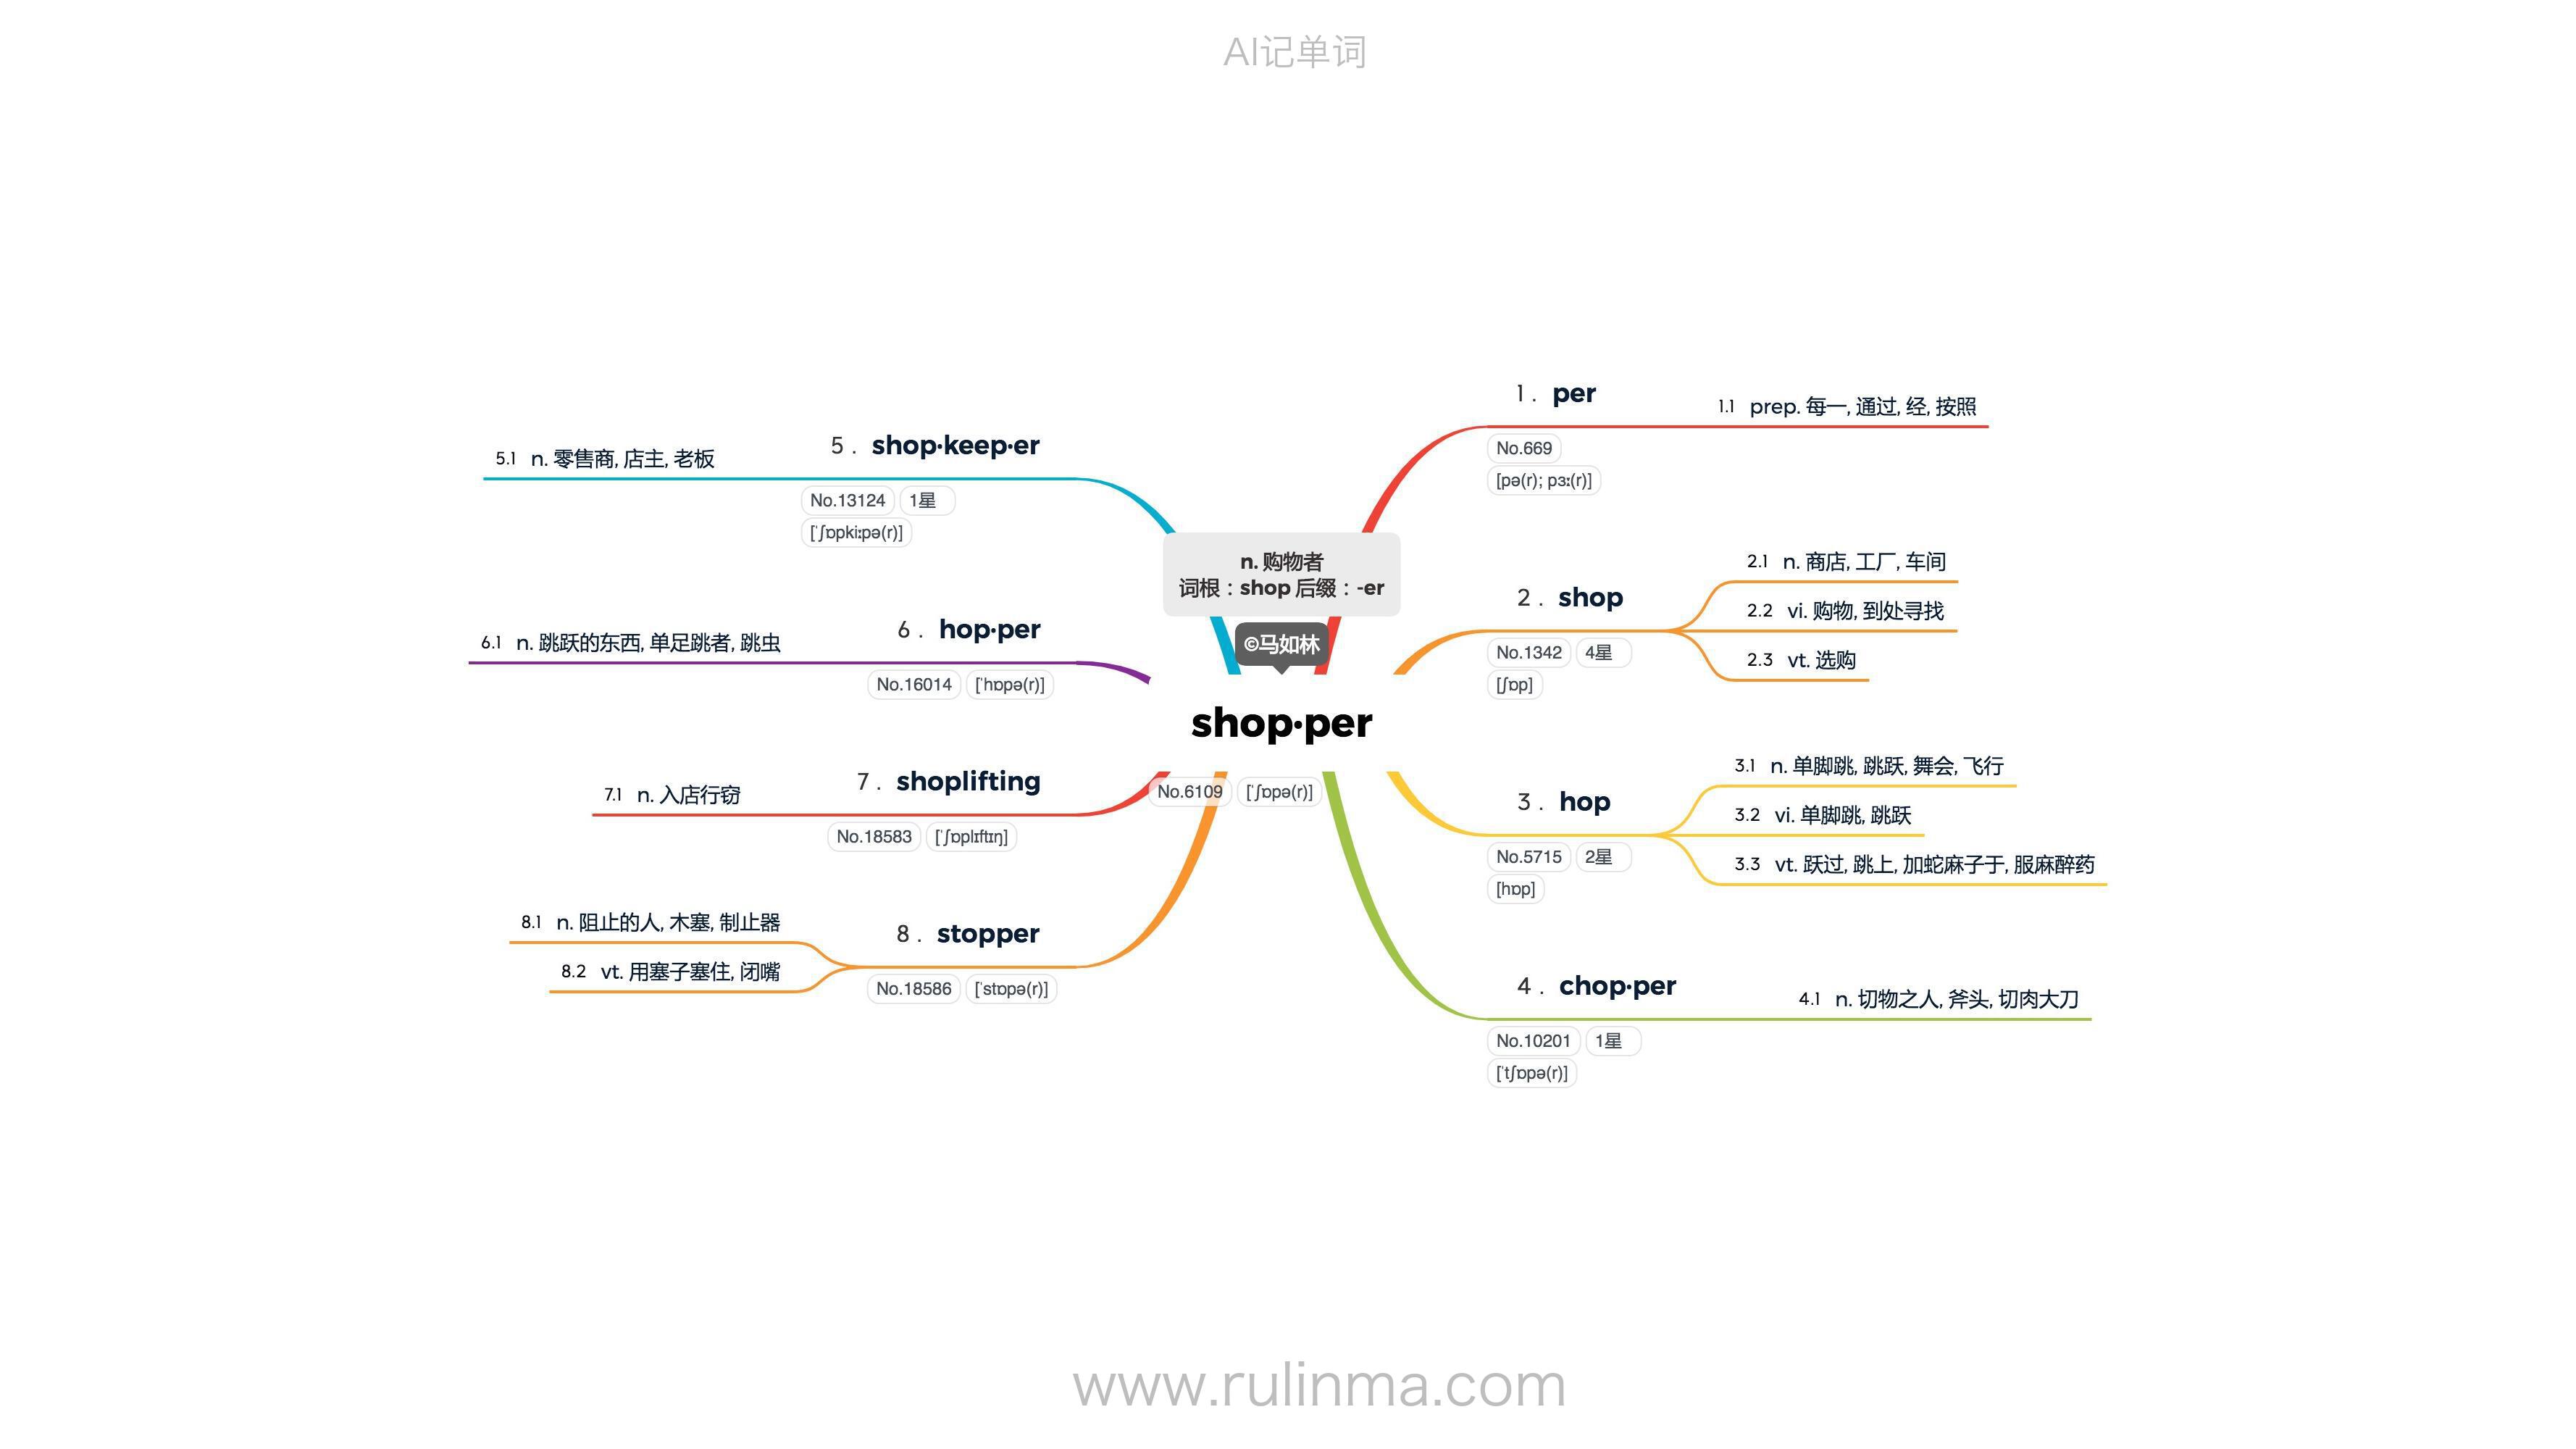 AI记单词
n. 购物者
词根：shop 后缀：-er
©马如林
shop·per
No.6109 [ˈʃɒpə(r)]
1 . per
No.669
[pə(r); pɜː(r)]
1.1 prep. 每一, 通过, 经, 按照
2 . shop
No.1342 4星
[ʃɒp]
2.1 n. 商店, 工厂, 车间
2.2 vi. 购物, 到处寻找
2.3 vt. 选购
3 . hop
No.5715 2星
[hɒp]
3.1 n. 单脚跳, 跳跃, 舞会, 飞行
3.2 vi. 单脚跳, 跳跃
3.3 vt. 跃过, 跳上, 加蛇麻子于, 服麻醉药
4 . chop·per
No.10201 1星
[ˈtʃɒpə(r)]
4.1 n. 切物之人, 斧头, 切肉大刀
5 . shop·keep·er
No.13124 1星
[ˈʃɒpkiːpə(r)]
5.1 n. 零售商, 店主, 老板
6 . hop·per
No.16014 [ˈhɒpə(r)]
6.1 n. 跳跃的东西, 单足跳者, 跳虫
7 . shoplifting
No.18583 [ˈʃɒplɪftɪŋ]
7.1 n. 入店行窃
8 . stopper
No.18586 [ˈstɒpə(r)]
8.1 n. 阻止的人, 木塞, 制止器
8.2 vt. 用塞子塞住, 闭嘴
www.rulinma.com